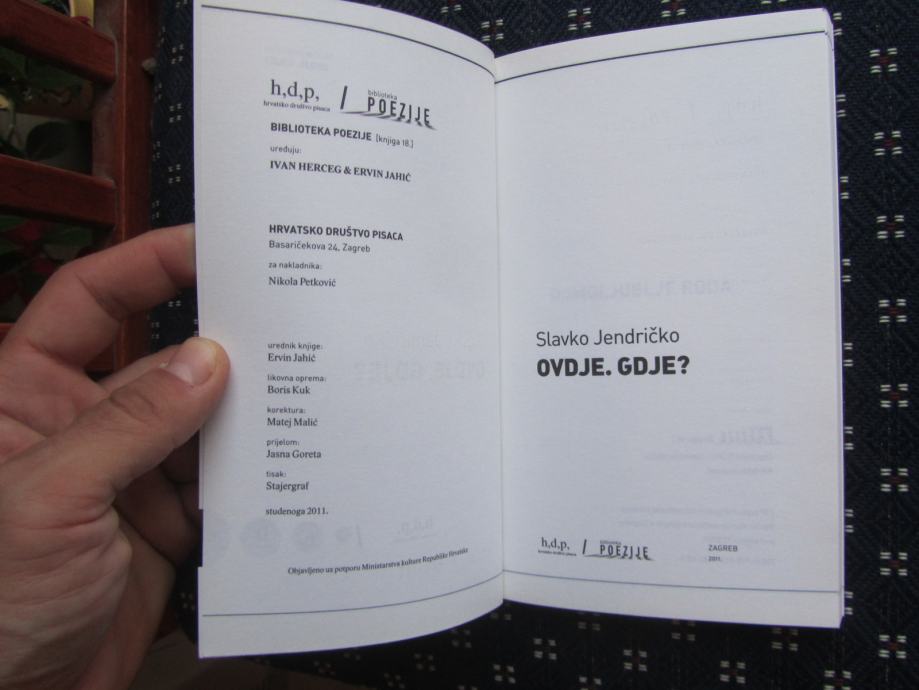 h,d,p,
hrvatsko društvo pisaca
/
biblioteka
POEZIJE
BIBLIOTEKA POEZIJE [knjiga 18.]
uređuju:
IVAN HERCEG & ERVIN JAHIĆ
HRVATSKO DRUŠTVO PISACA
Basaričekova 24, Zagreb
za nakladnika:
Nikola Petković
urednik knjige:
Ervin Jahić
likovna oprema:
Boris Kuk
korektura:
Matej Malić
prijelom:
Jasna Goreta
tisak:
Stajergraf
studenoga 2011.
Objavljeno uz potporu Ministarstva kulture Republike Hrvatske
Slavko Jendričko
OVDJE. GDJE?
h,d,p,
hrvatsko društvo pisaca
/
biblioteka
POEZIJE
ZAGREB
2011.